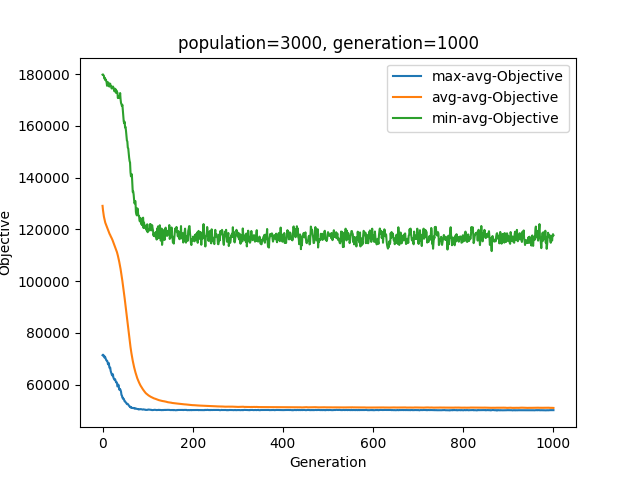 population=3000, generation=1000
max-avg-Objective
avg-avg-Objective
min-avg-Objective
180000
160000
140000
120000
100000
80000
60000
Objective
0 200 400 600 800 1000
Generation